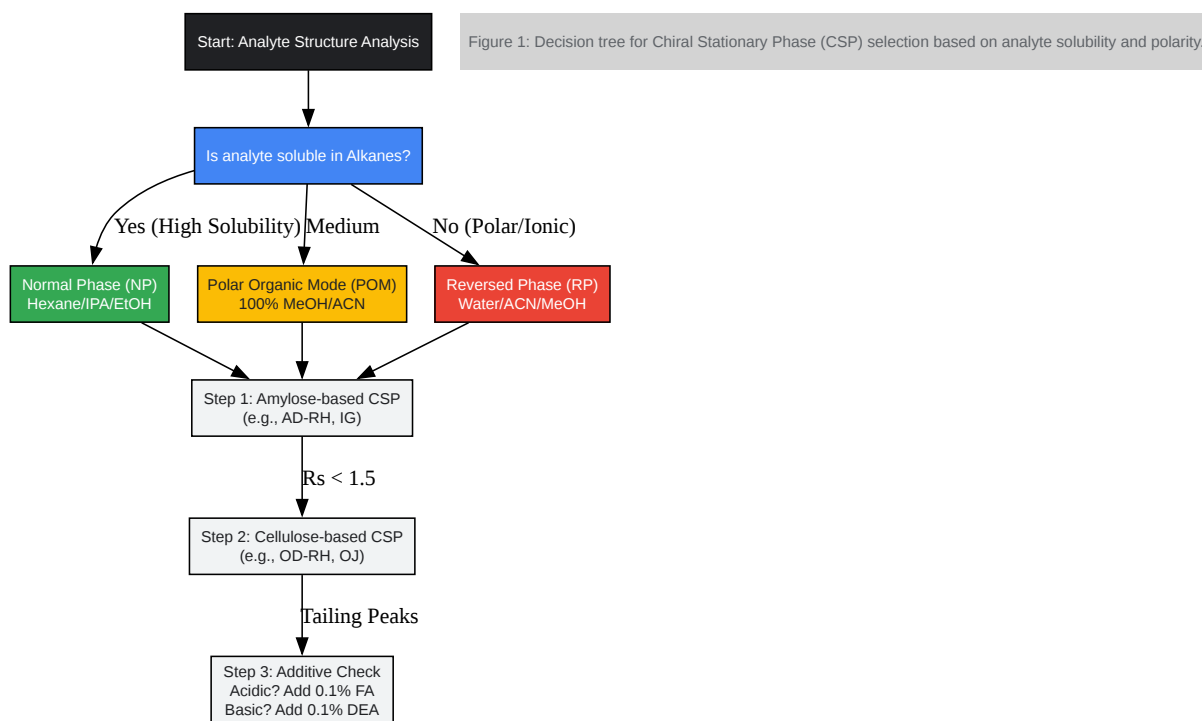 Start: Analyte Structure Analysis
Figure 1: Decision tree for Chiral Stationary Phase (CSP) selection based on analyte solubility and polarity.
Is analyte soluble in Alkanes?
Yes (High Solubility)
Medium
No (Polar/Ionic)
Normal Phase (NP)
Hexane/IPA/EtOH
Polar Organic Mode (POM)
100% MeOH/ACN
Reversed Phase (RP)
Water/ACN/MeOH
Step 1: Amylose-based CSP
(e.g., AD-RH, IG)
Rs < 1.5
Step 2: Cellulose-based CSP
(e.g., OD-RH, OJ)
Tailing Peaks
Step 3: Additive Check
Acidic? Add 0.1% FA
Basic? Add 0.1% DEA